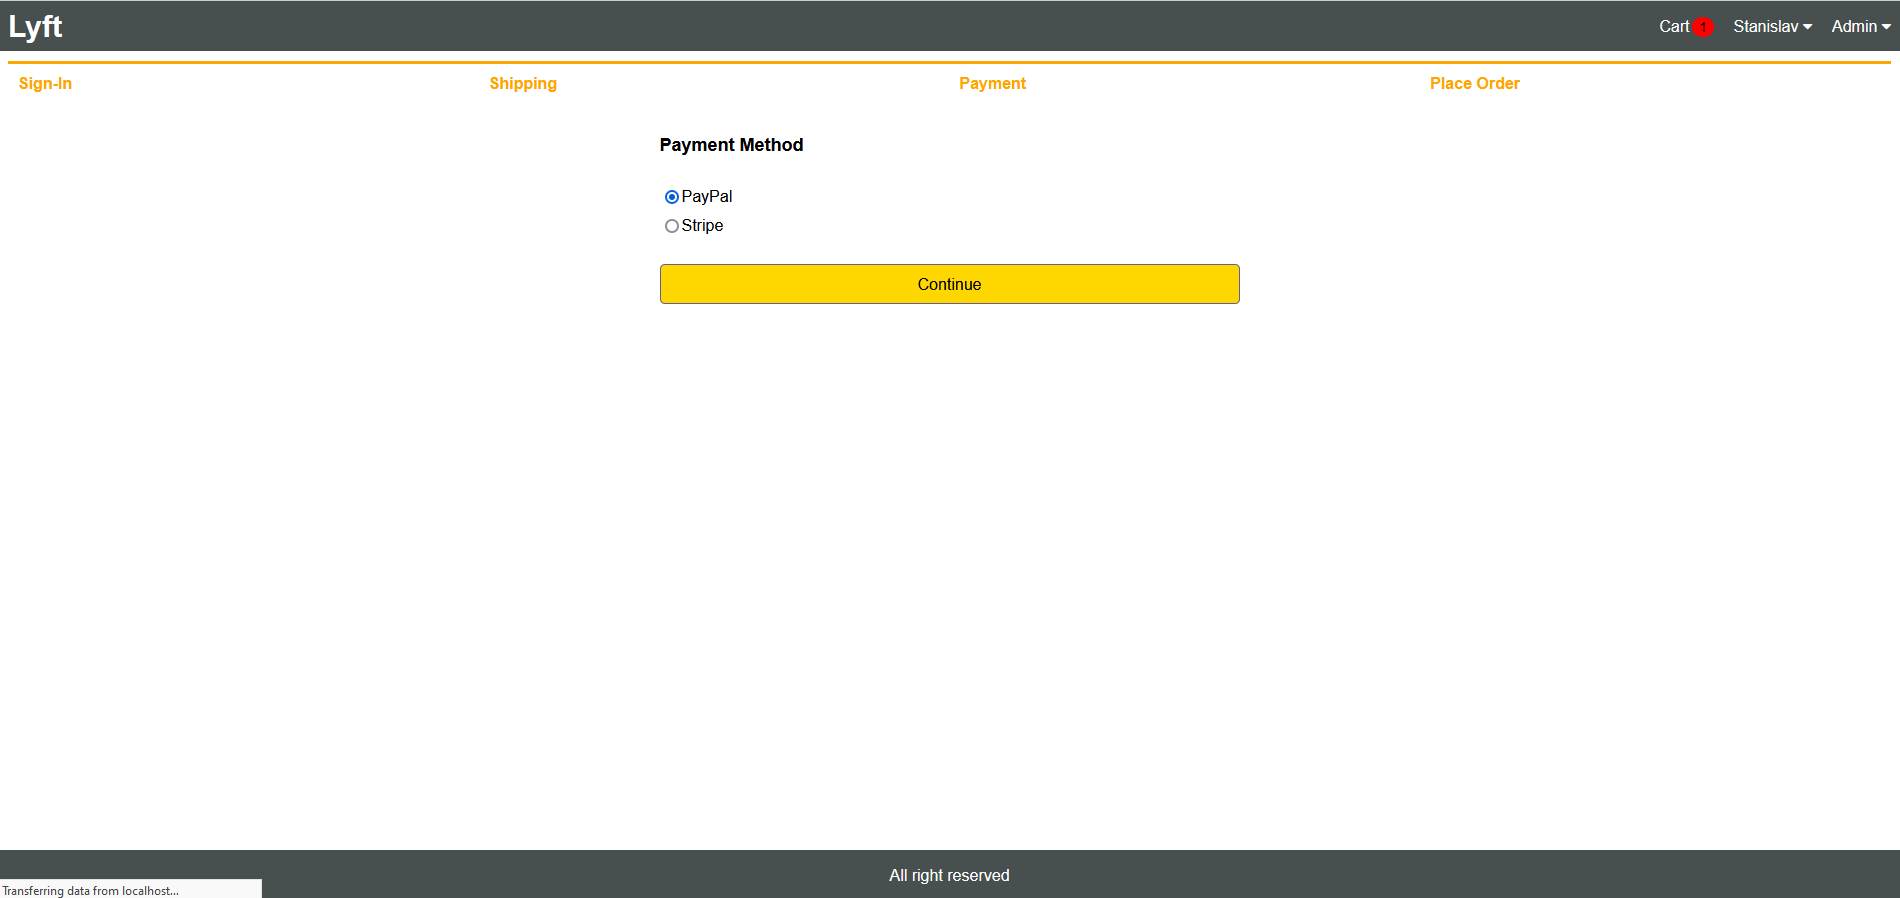 Lyft
Cart 1 Stanislav Admin
Sign-In Shipping Payment Place Order
Payment Method
PayPal
Stripe
Continue
All right reserved
Transferring data from localhost...